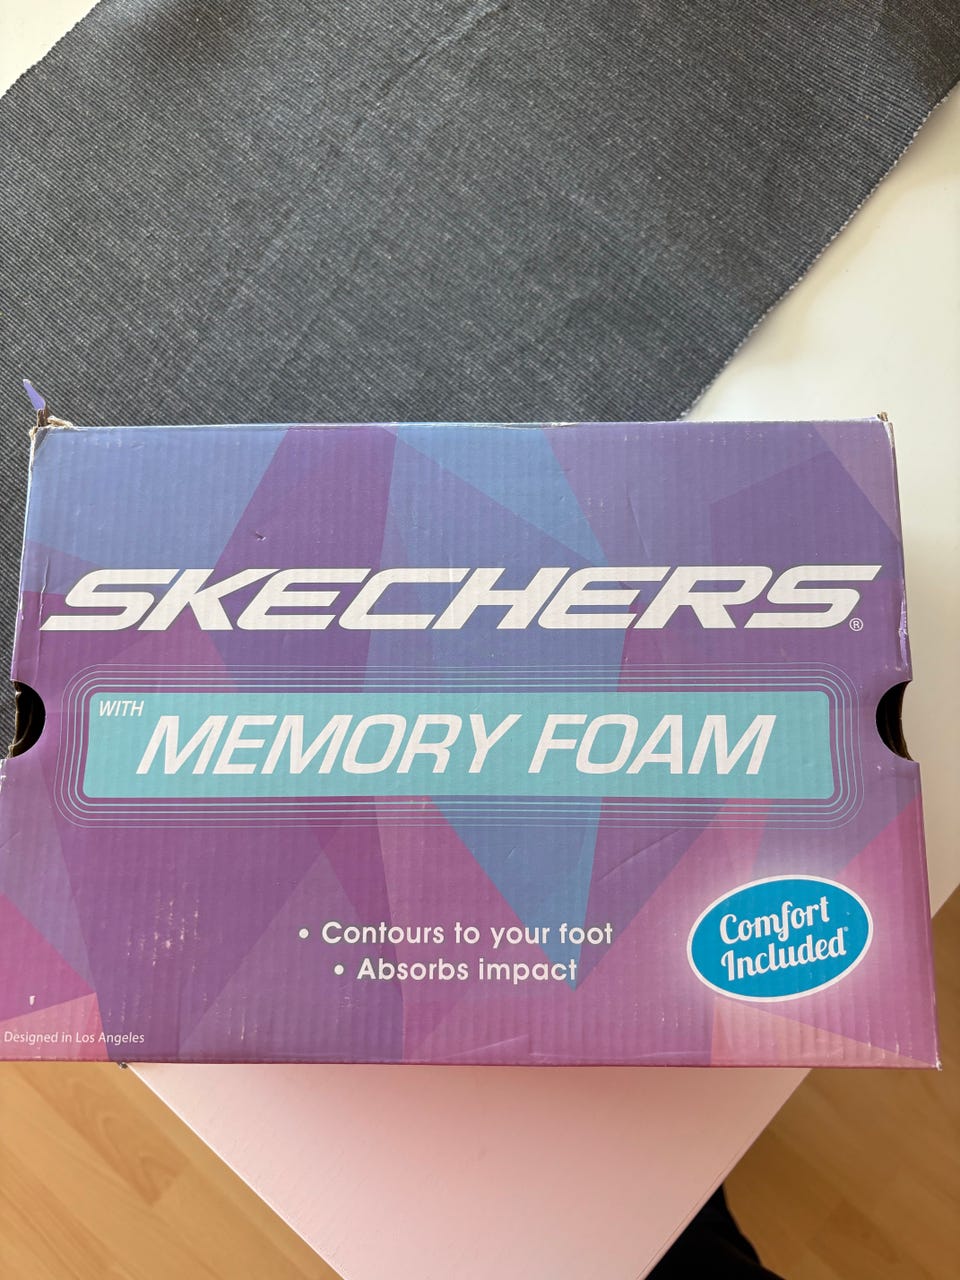 SKECHERS®
WITH MEMORY FOAM
• Contours to your foot
• Absorbs impact
Comfort
Included
Designed in Los Angeles